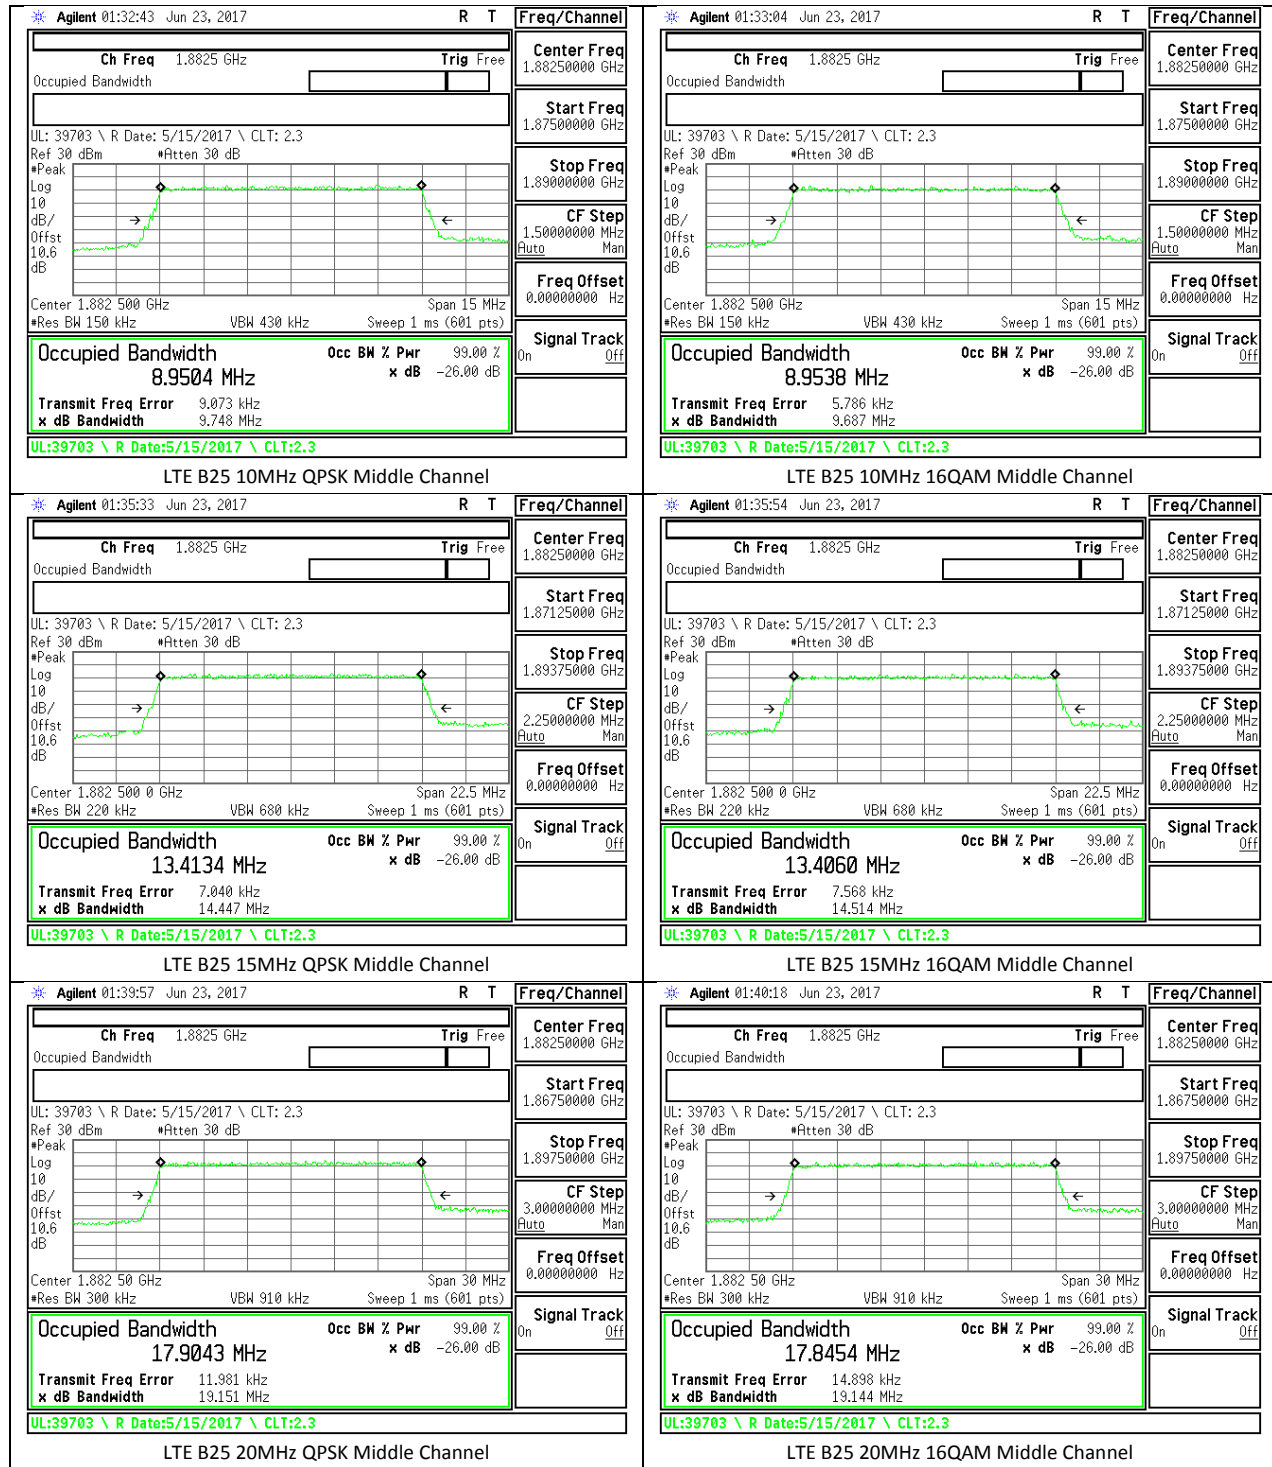 Agilent 01:32:43 Jun 23, 2017 R T Freq/Channel
Ch Freq 1.8825 GHz Trig Free
Occupied Bandwidth
Center Freq
1.88250000 GHz
Start Freq
1.87500000 GHz
UL: 39703 \ R Date: 5/15/2017 \ CLT: 2.3
Ref 30 dBm #Atten 30 dB
#Peak
Log
10
dB/
Offst
10.6
dB
Stop Freq
1.89000000 GHz
CF Step
1.50000000 MHz
Auto Man
Freq Offset
0.00000000 Hz
Center 1.882 500 GHz Span 15 MHz
#Res BW 150 kHz VBW 430 kHz Sweep 1 ms (601 pts)
Signal Track
On Off
Occupied Bandwidth Occ BW % Pwr 99.00 %
8.9504 MHz x dB -26.00 dB
Transmit Freq Error 9.073 kHz
x dB Bandwidth 9.748 MHz
UL:39703 \ R Date:5/15/2017 \ CLT:2.3
LTE B25 10MHz QPSK Middle Channel
Agilent 01:33:04 Jun 23, 2017 R T Freq/Channel
Ch Freq 1.8825 GHz Trig Free
Occupied Bandwidth
Center Freq
1.88250000 GHz
Start Freq
1.87500000 GHz
UL: 39703 \ R Date: 5/15/2017 \ CLT: 2.3
Ref 30 dBm #Atten 30 dB
#Peak
Log
10
dB/
Offst
10.6
dB
Stop Freq
1.89000000 GHz
CF Step
1.50000000 MHz
Auto Man
Freq Offset
0.00000000 Hz
Center 1.882 500 GHz Span 15 MHz
#Res BW 150 kHz VBW 430 kHz Sweep 1 ms (601 pts)
Signal Track
On Off
Occupied Bandwidth Occ BW % Pwr 99.00 %
8.9538 MHz x dB -26.00 dB
Transmit Freq Error 5.786 kHz
x dB Bandwidth 9.687 MHz
UL:39703 \ R Date:5/15/2017 \ CLT:2.3
LTE B25 10MHz 16QAM Middle Channel
Agilent 01:35:33 Jun 23, 2017 R T Freq/Channel
Ch Freq 1.8825 GHz Trig Free
Occupied Bandwidth
Center Freq
1.88250000 GHz
Start Freq
1.87125000 GHz
UL: 39703 \ R Date: 5/15/2017 \ CLT: 2.3
Ref 30 dBm #Atten 30 dB
#Peak
Log
10
dB/
Offst
10.6
dB
Stop Freq
1.89375000 GHz
CF Step
2.25000000 MHz
Auto Man
Freq Offset
0.00000000 Hz
Center 1.882 500 0 GHz Span 22.5 MHz
#Res BW 220 kHz VBW 680 kHz Sweep 1 ms (601 pts)
Signal Track
On Off
Occupied Bandwidth Occ BW % Pwr 99.00 %
13.4134 MHz x dB -26.00 dB
Transmit Freq Error 7.040 kHz
x dB Bandwidth 14.447 MHz
UL:39703 \ R Date:5/15/2017 \ CLT:2.3
LTE B25 15MHz QPSK Middle Channel
Agilent 01:35:54 Jun 23, 2017 R T Freq/Channel
Ch Freq 1.8825 GHz Trig Free
Occupied Bandwidth
Center Freq
1.88250000 GHz
Start Freq
1.87125000 GHz
UL: 39703 \ R Date: 5/15/2017 \ CLT: 2.3
Ref 30 dBm #Atten 30 dB
#Peak
Log
10
dB/
Offst
10.6
dB
Stop Freq
1.89375000 GHz
CF Step
2.25000000 MHz
Auto Man
Freq Offset
0.00000000 Hz
Center 1.882 500 0 GHz Span 22.5 MHz
#Res BW 220 kHz VBW 680 kHz Sweep 1 ms (601 pts)
Signal Track
On Off
Occupied Bandwidth Occ BW % Pwr 99.00 %
13.4060 MHz x dB -26.00 dB
Transmit Freq Error 7.568 kHz
x dB Bandwidth 14.514 MHz
UL:39703 \ R Date:5/15/2017 \ CLT:2.3
LTE B25 15MHz 16QAM Middle Channel
Agilent 01:39:57 Jun 23, 2017 R T Freq/Channel
Ch Freq 1.8825 GHz Trig Free
Occupied Bandwidth
Center Freq
1.88250000 GHz
Start Freq
1.86750000 GHz
UL: 39703 \ R Date: 5/15/2017 \ CLT: 2.3
Ref 30 dBm #Atten 30 dB
#Peak
Log
10
dB/
Offst
10.6
dB
Stop Freq
1.89750000 GHz
CF Step
3.00000000 MHz
Auto Man
Freq Offset
0.00000000 Hz
Center 1.882 50 GHz Span 30 MHz
#Res BW 300 kHz VBW 910 kHz Sweep 1 ms (601 pts)
Signal Track
On Off
Occupied Bandwidth Occ BW % Pwr 99.00 %
17.9043 MHz x dB -26.00 dB
Transmit Freq Error 11.981 kHz
x dB Bandwidth 19.151 MHz
UL:39703 \ R Date:5/15/2017 \ CLT:2.3
LTE B25 20MHz QPSK Middle Channel
Agilent 01:40:18 Jun 23, 2017 R T Freq/Channel
Ch Freq 1.8825 GHz Trig Free
Occupied Bandwidth
Center Freq
1.88250000 GHz
Start Freq
1.86750000 GHz
UL: 39703 \ R Date: 5/15/2017 \ CLT: 2.3
Ref 30 dBm #Atten 30 dB
#Peak
Log
10
dB/
Offst
10.6
dB
Stop Freq
1.89750000 GHz
CF Step
3.00000000 MHz
Auto Man
Freq Offset
0.00000000 Hz
Center 1.882 50 GHz Span 30 MHz
#Res BW 300 kHz VBW 910 kHz Sweep 1 ms (601 pts)
Signal Track
On Off
Occupied Bandwidth Occ BW % Pwr 99.00 %
17.8454 MHz x dB -26.00 dB
Transmit Freq Error 14.898 kHz
x dB Bandwidth 19.144 MHz
UL:39703 \ R Date:5/15/2017 \ CLT:2.3
LTE B25 20MHz 16QAM Middle Channel